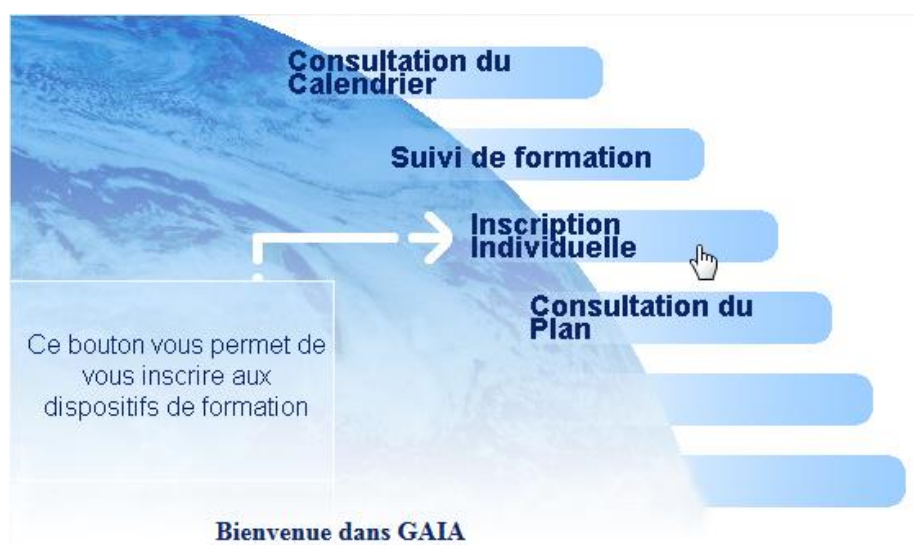 Consultation du
Calendrier
Suivi de formation
Inscription
Individuelle
Consultation du
Plan
Ce bouton vous permet de
vous inscrire aux
dispositifs de formation
Bienvenue dans GAIA